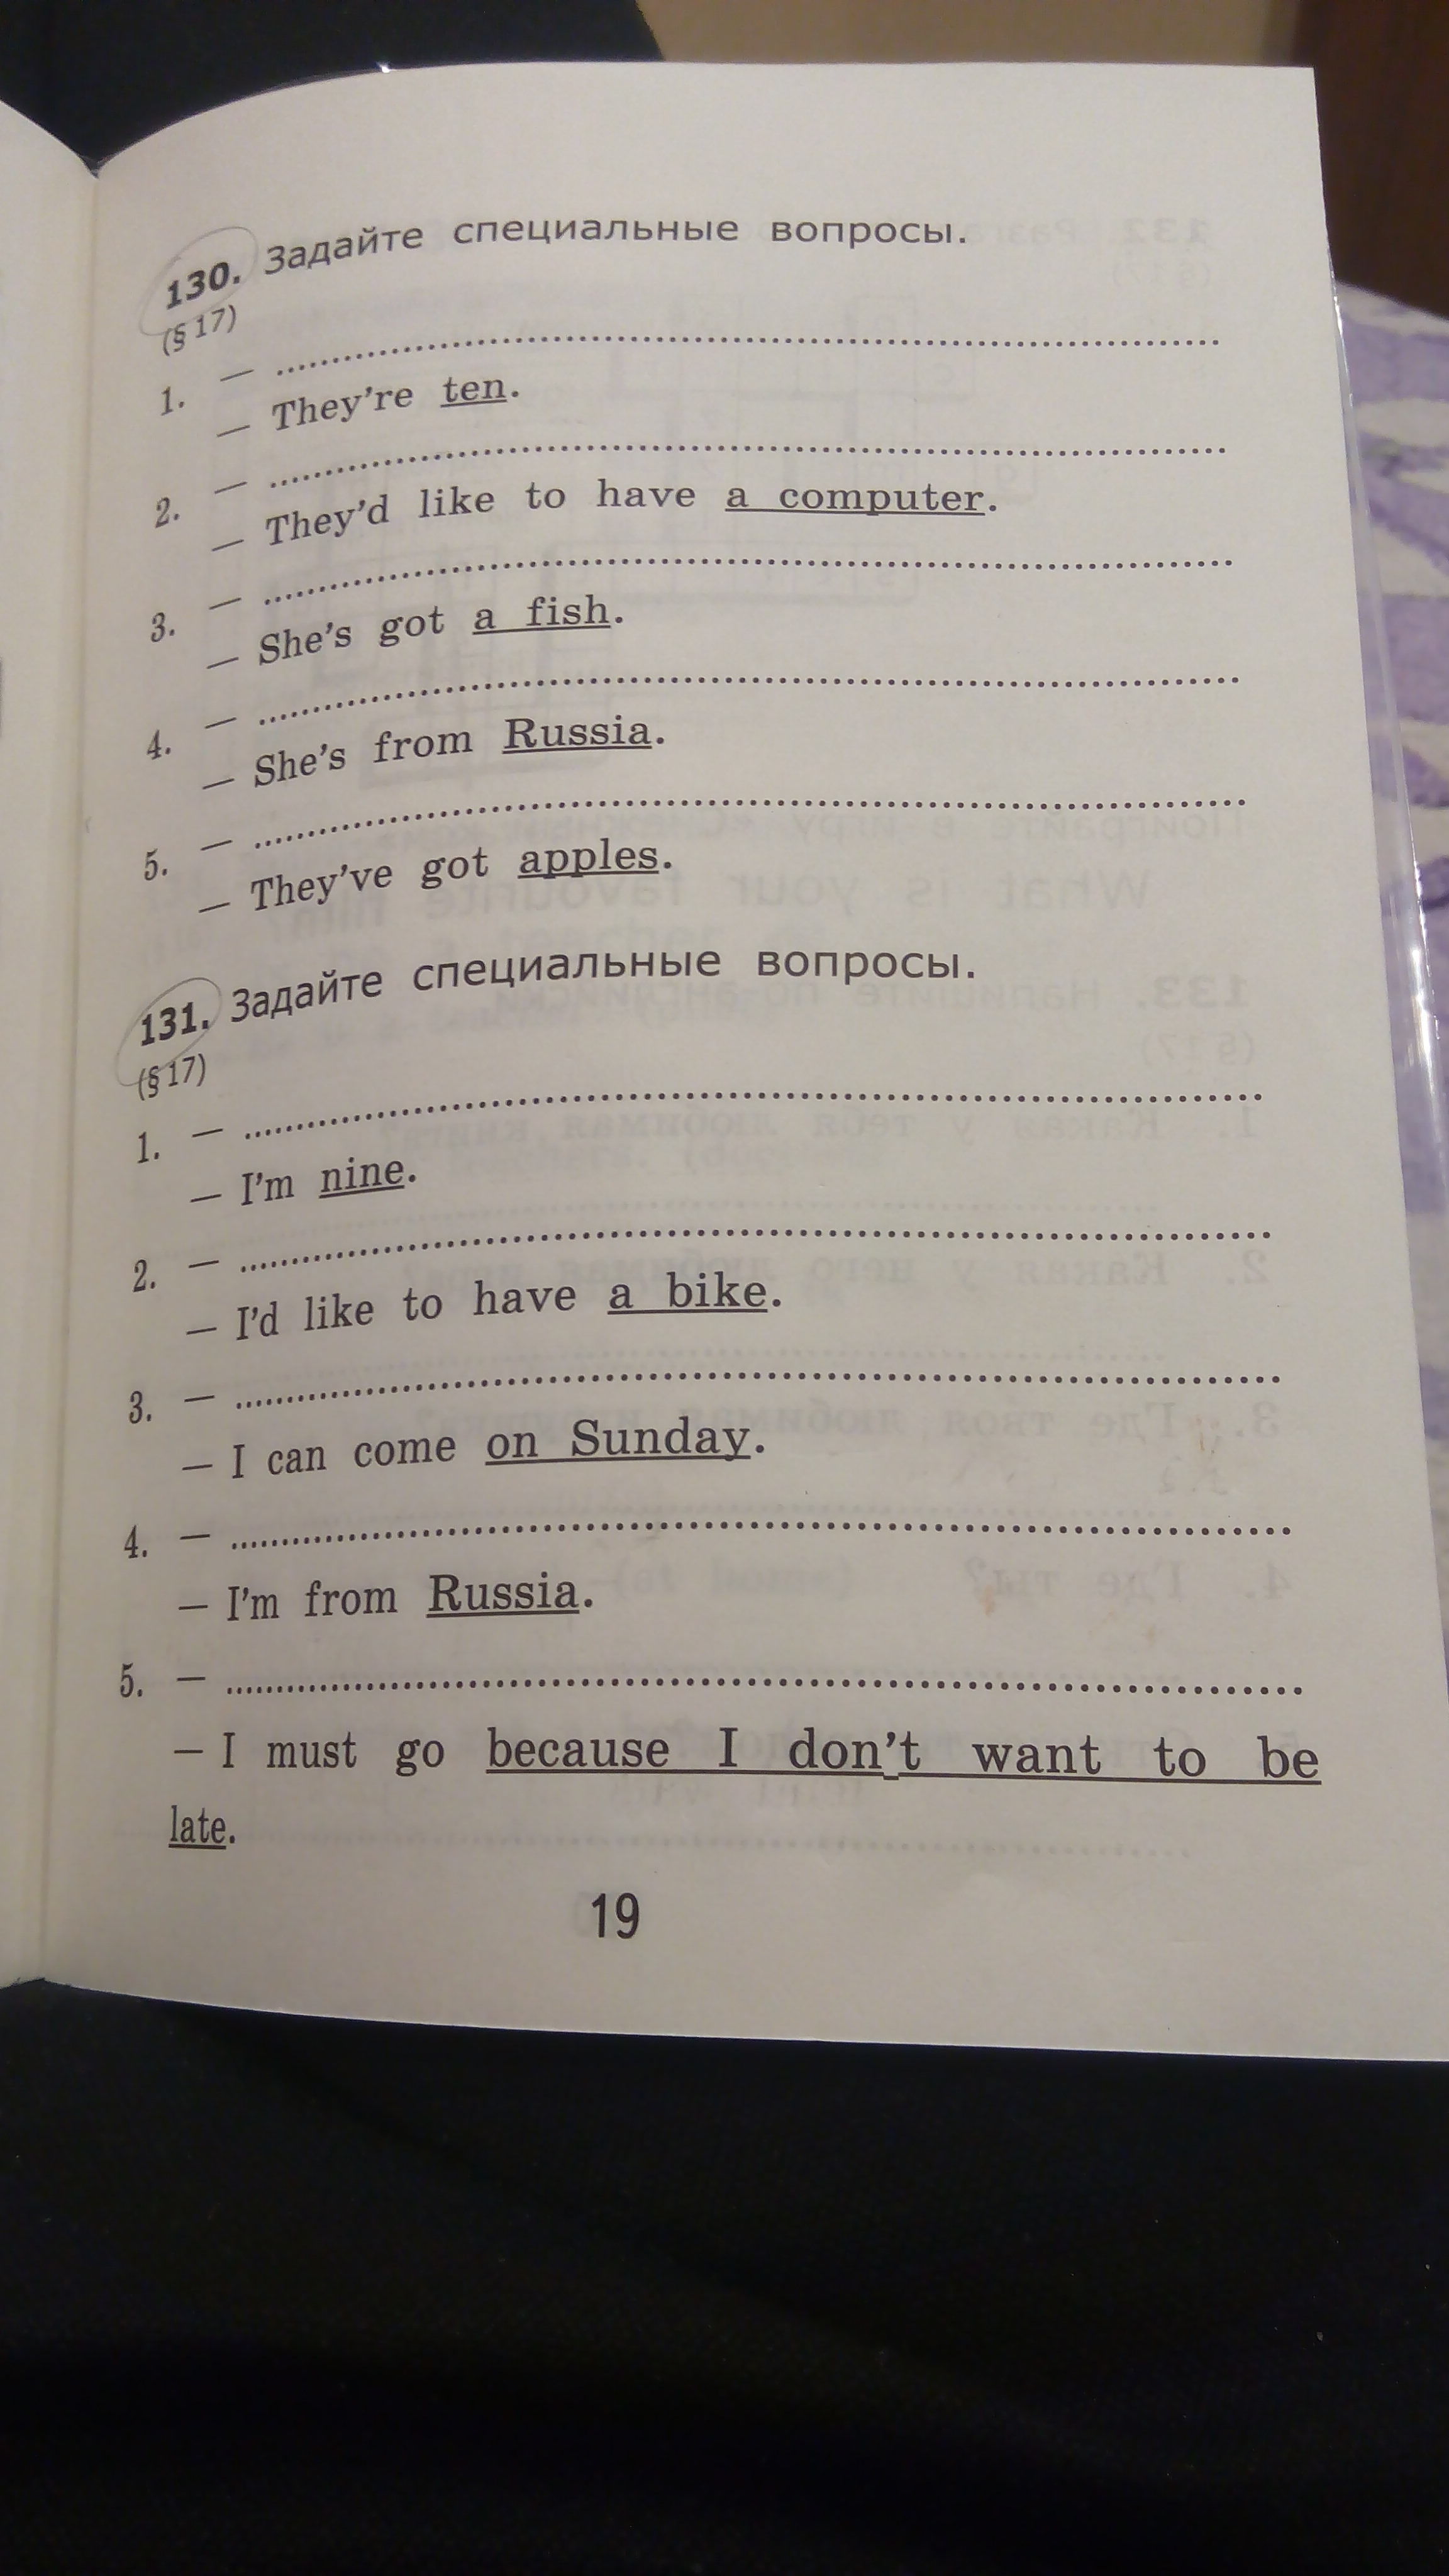 130. Задайте специальные вопросы.
(§ 17)
1. — ....................
— They're ten.
2. — ....................
— They'd like to have a computer.
3. — ....................
— She's got a fish.
4. — ....................
— She's from Russia.
5. — ....................
— They've got apples.
131. Задайте специальные вопросы.
(§ 17)
1. — ....................
— I'm nine.
2. — ....................
— I'd like to have a bike.
3. — ....................
— I can come on Sunday.
4. — ....................
— I'm from Russia.
5. — ....................
— I must go because I don't want to be
late.
19